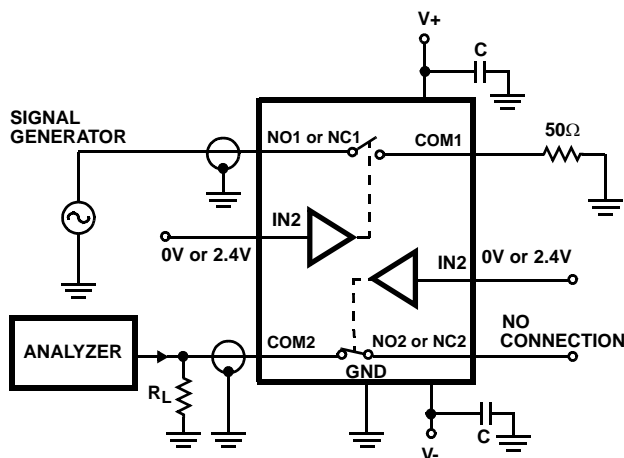 V+
C
SIGNAL
GENERATOR
NO1 or NC1
COM1
50Ω
IN2
0V or 2.4V
IN2
0V or 2.4V
ANALYZER
COM2
NO2 or NC2
NO
CONNECTION
GND
RL
C
V-